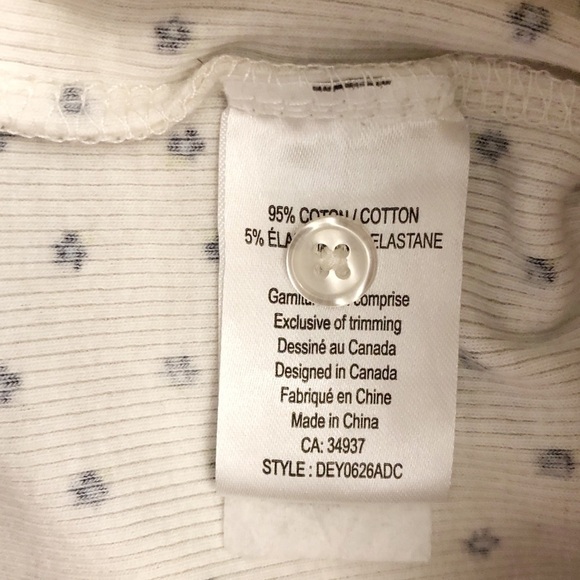 95% COTON / COTTON
5% ELASTANE
comprise
Exclusive of trimming
Dessiné au Canada
Designed in Canada
Fabriqué en Chine
Made in China
CA: 34937
STYLE : DEY0626ADC